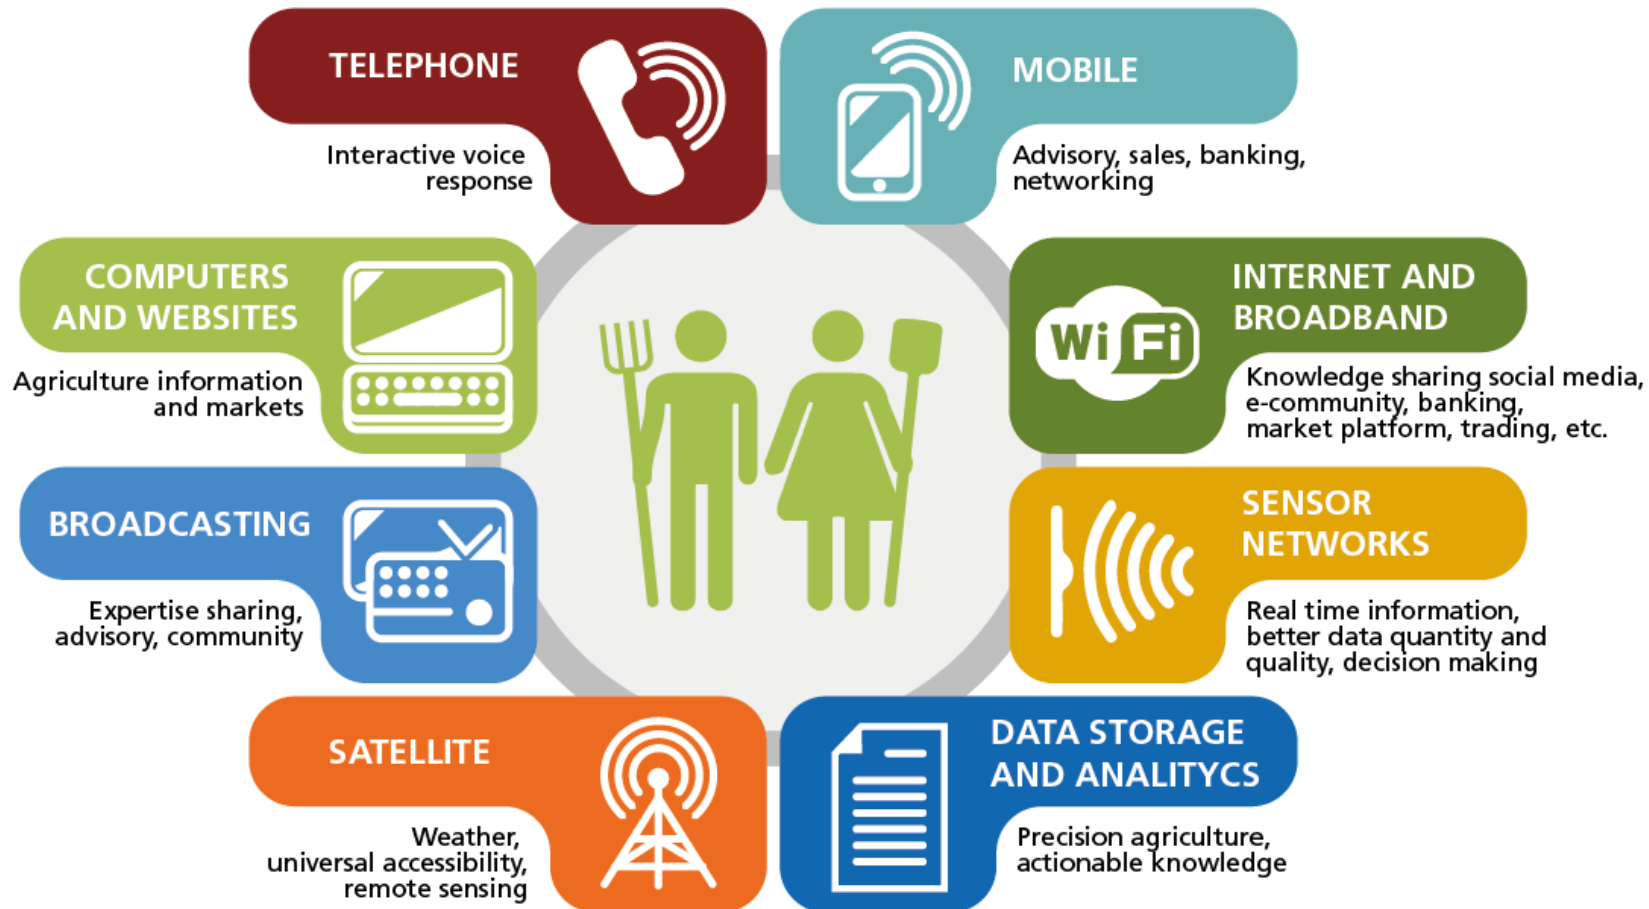 TELEPHONE
Interactive voice
response
MOBILE
Advisory, sales, banking,
networking
COMPUTERS
AND WEBSITES
Agriculture information
and markets
WiFi
INTERNET AND
BROADBAND
Knowledge sharing social media,
e-community, banking,
market platform, trading, etc.
BROADCASTING
Expertise sharing,
advisory, community
SENSOR
NETWORKS
Real time information,
better data quantity and
quality, decision making
SATELLITE
Weather,
universal accessibility,
remote sensing
DATA STORAGE
AND ANALITYCS
Precision agriculture,
actionable knowledge